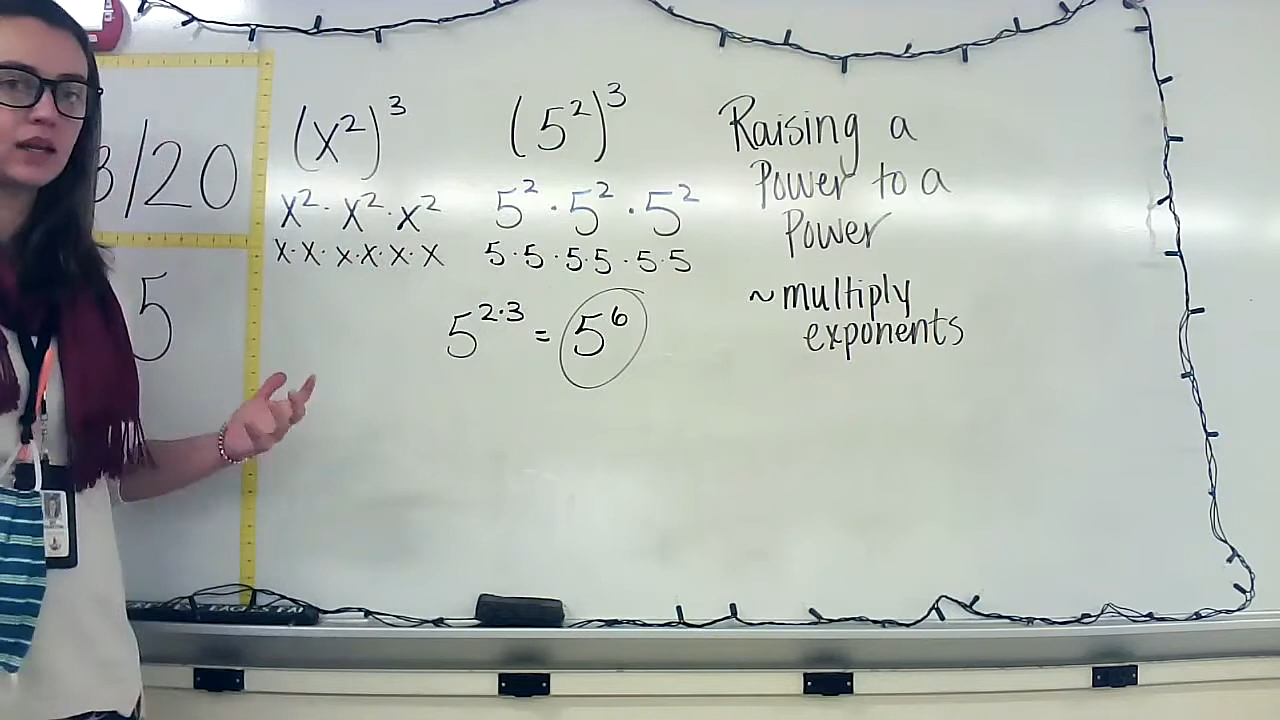 3/20
5
(x²)³
x² · x² · x²
x·x· x·x·x·x
(5²)³
5² · 5² · 5²
5·5·5·5·5·5
5^{2·3} = 5⁶
Raising a
Power to a
Power
~multiply
exponents